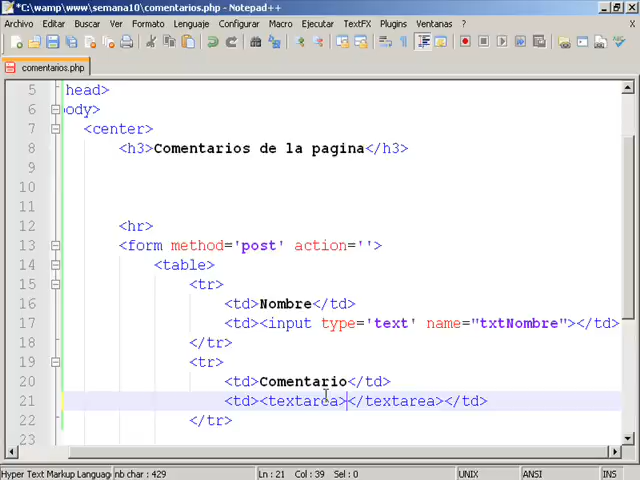 *C:\wamp\www\semana10\comentarios.php - Notepad++
Archivo Editar Buscar Ver Formato Lenguaje Configurar Macro Ejecutar TextFX Plugins Ventanas ?
comentarios.php
5 head>
6 ody>
7 <center>
8 <h3>Comentarios de la pagina</h3>
9
10
11
12 <hr>
13 <form method='post' action=''>
14 <table>
15 <tr>
16 <td>Nombre</td>
17 <td><input type='text' name="txtNombre"></td>
18 </tr>
19 <tr>
20 <td>Comentario</td>
21 <td><textarea></textarea></td>
22 </tr>
23
Hyper Text Markup Languag nb char : 429 Ln : 21 Col : 39 Sel : 0 UNIX ANSI INS